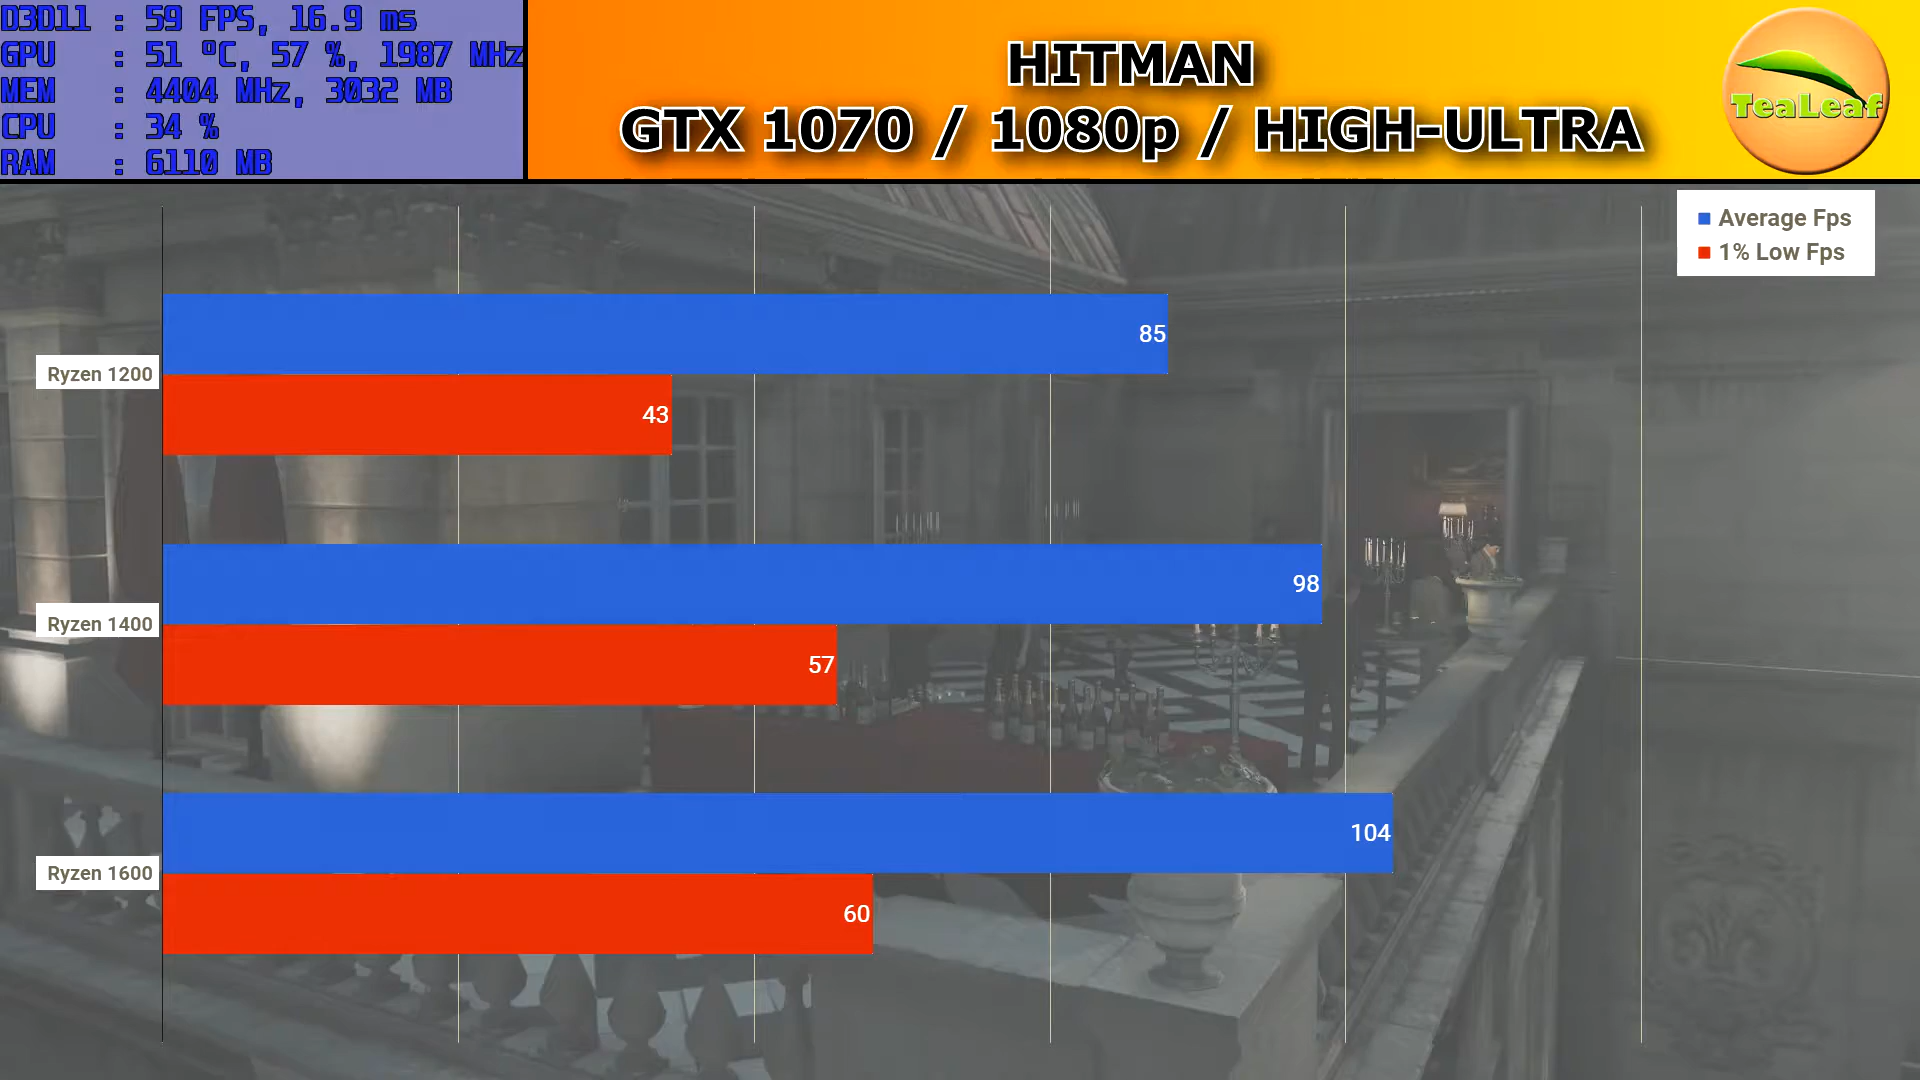 D3D11 : 59 FPS, 16.9 ms
GPU : 51 °C, 57 %, 1987 MHz
MEM : 4404 MHz, 3032 MB
CPU : 34 %
RAM : 6110 MB
HITMAN
GTX 1070 / 1080p / HIGH-ULTRA
TeaLeaf
Average Fps
1% Low Fps
85
Ryzen 1200
43
98
Ryzen 1400
57
104
Ryzen 1600
60